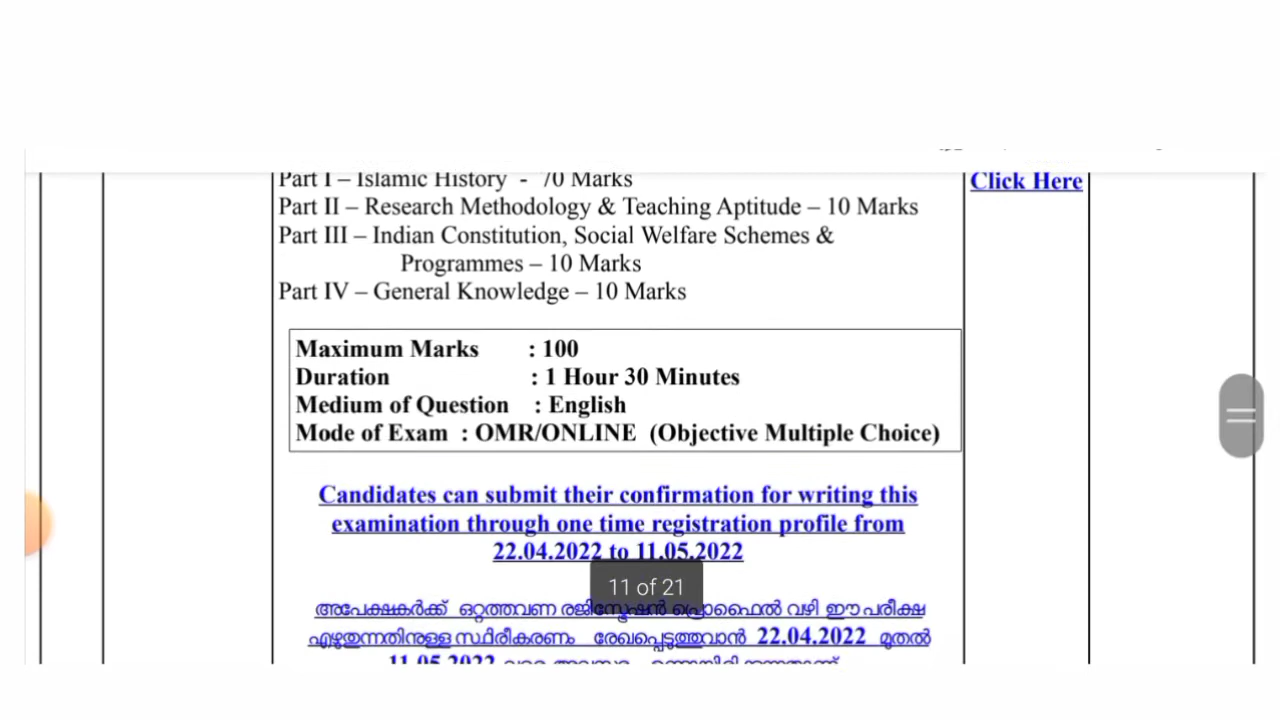 Part I – Islamic History - 70 Marks
Click Here
Part II – Research Methodology & Teaching Aptitude – 10 Marks
Part III – Indian Constitution, Social Welfare Schemes &
Programmes – 10 Marks
Part IV – General Knowledge – 10 Marks
Maximum Marks : 100
Duration : 1 Hour 30 Minutes
Medium of Question : English
Mode of Exam : OMR/ONLINE (Objective Multiple Choice)
Candidates can submit their confirmation for writing this
examination through one time registration profile from
22.04.2022 to 11.05.2022
11 of 21
അപേക്ഷകർക്ക് ഒറ്റത്തവണ രജിസ്ട്രേഷൻ പ്രൊഫൈൽ വഴി ഈ പരീക്ഷ
എഴുതുന്നതിനുള്ള സ്ഥിരീകരണം രേഖപ്പെടുത്തുവാൻ 22.04.2022 മുതൽ
11.05.2022